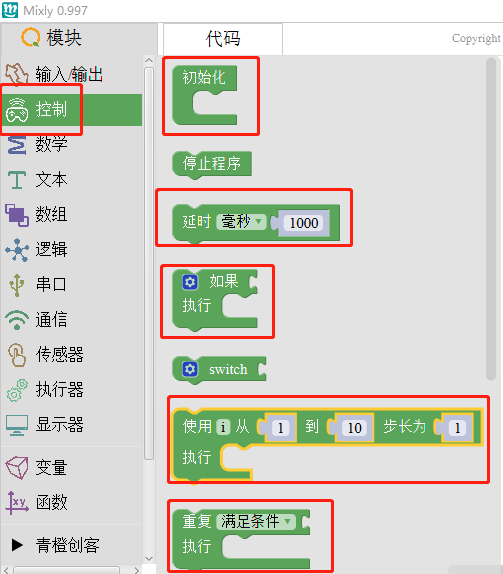 Mixly 0.997
模块
代码
Copyright
输入/输出
控制
数学
文本
数组
逻辑
串口
通信
传感器
执行器
显示器
变量
函数
青橙创客
初始化
停止程序
延时 毫秒 1000
如果
执行
switch
使用 i 从 1 到 10 步长为 1
执行
重复 满足条件
执行